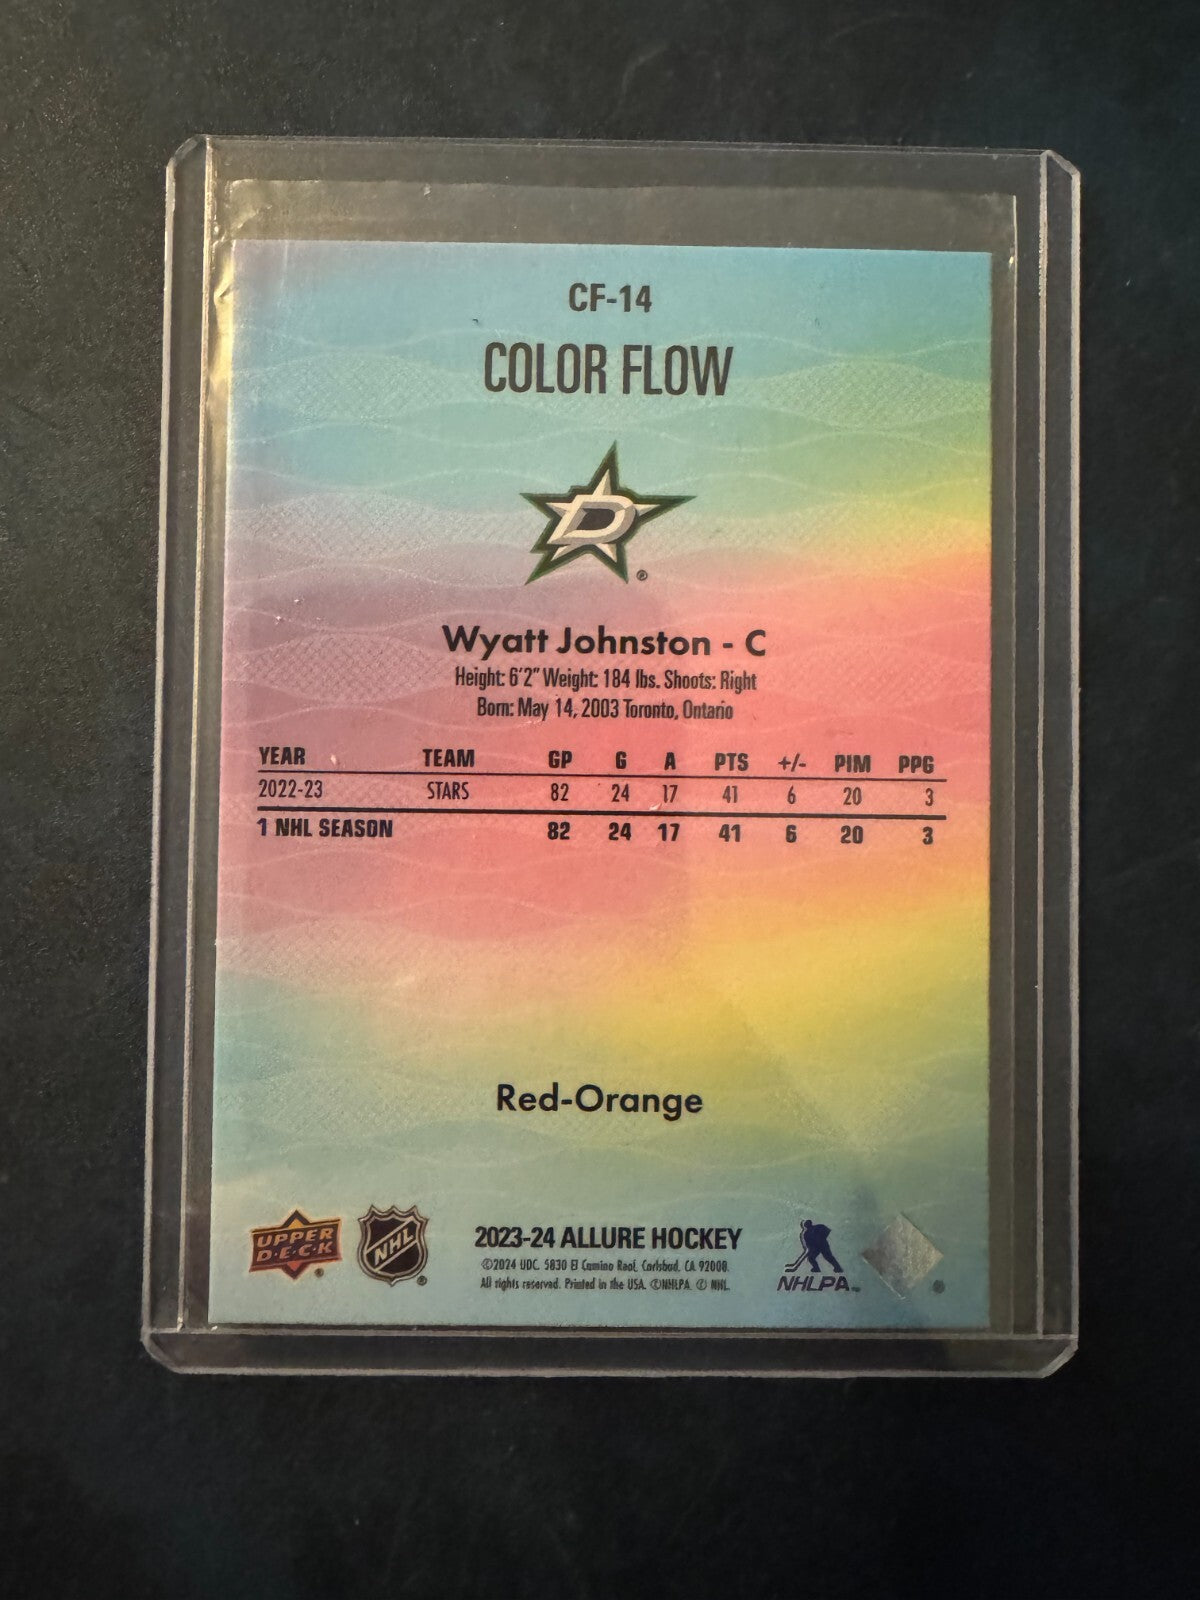 CF-14
COLOR FLOW
D
®
Wyatt Johnston - C
Height: 6'2" Weight: 184 lbs. Shoots: Right
Born: May 14, 2003 Toronto, Ontario
YEAR TEAM GP G A PTS +/- PIM PPG
2022-23 STARS 82 24 17 41 6 20 3
1 NHL SEASON 82 24 17 41 6 20 3
Red-Orange
UPPER
D·E·C·K
®
NHL
®
2023-24 ALLURE HOCKEY
©2024 UDC. 5830 El Camino Real, Carlsbad, CA 92008.
All rights reserved. Printed in the USA. ©NHLPA. © NHL.
NHLPA™
®